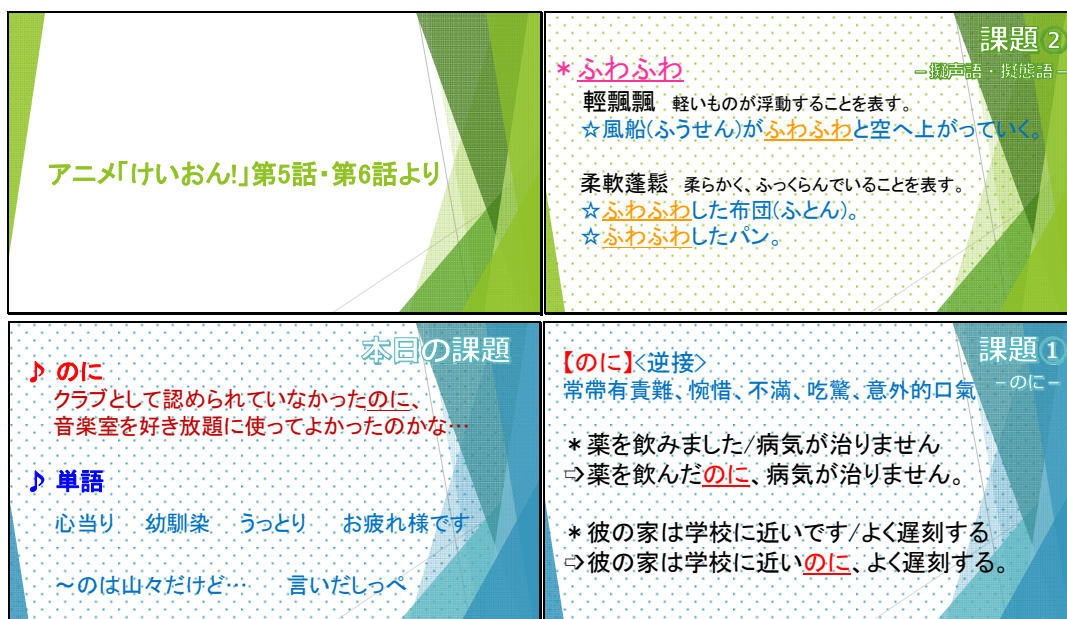 アニメ「けいおん!」第5話・第6話より
課題 2
－擬声語・擬態語－
＊ふわふわ
輕飄飄 軽いものが浮動することを表す。
☆風船(ふうせん)がふわふわと空へ上がっていく。
柔軟蓬鬆 柔らかく、ふっくらんでいることを表す。
☆ふわふわした布団(ふとん)。
☆ふわふわしたパン。
本日の課題
♪ のに
クラブとして認められていなかったのに、
音楽室を好き放題に使ってよかったのかな…
♪ 単語
心当り 幼馴染 うっとり お疲れ様です
～のは山々だけど… 言いだしっぺ
課題 1
－のに－
【のに】<逆接>
常帶有責難、惋惜、不滿、吃驚、意外的口氣
＊薬を飲みました/病気が治りません
⇨薬を飲んだのに、病気が治りません。
＊彼の家は学校に近いです/よく遅刻する
⇨彼の家は学校に近いのに、よく遅刻する。